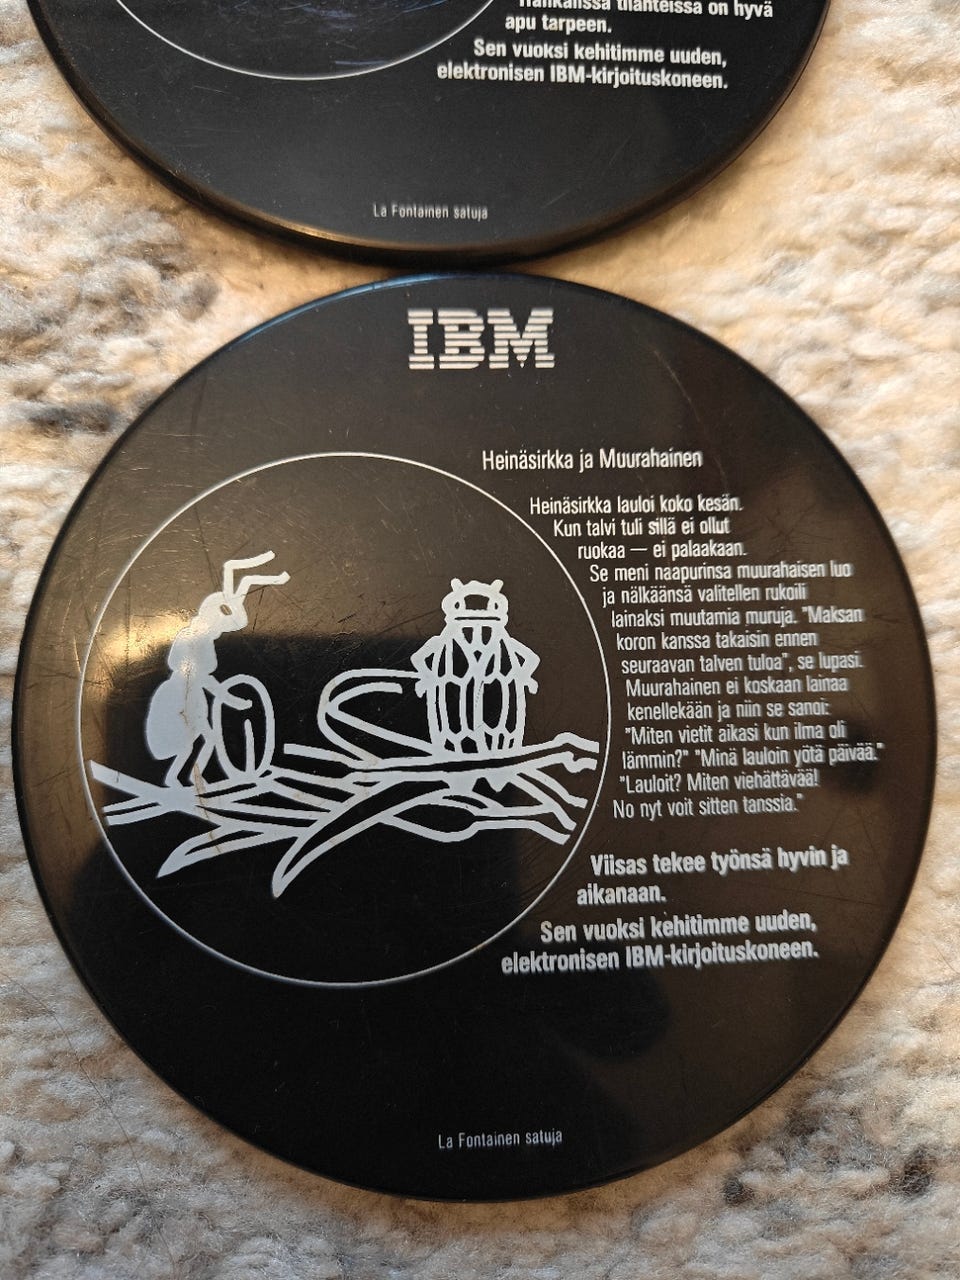 tilanteissa on hyvä
apu tarpeen.
Sen vuoksi kehitimme uuden,
elektronisen IBM-kirjoituskoneen.
La Fontainen satuja
IBM
Heinäsirkka ja Muurahainen
Heinäsirkka lauloi koko kesän.
Kun talvi tuli sillä ei ollut
ruokaa — ei palaakaan.
Se meni naapurinsa muurahaisen luo
ja nälkäänsä valitellen rukoili
lainaksi muutamia muruja. "Maksan
koron kanssa takaisin ennen
seuraavan talven tuloa", se lupasi.
Muurahainen ei koskaan lainaa
kenellekään ja niin se sanoi:
"Miten vietit aikasi kun ilma oli
lämmin?" "Minä lauloin yötä päivää."
"Lauloit? Miten viehättävää!
No nyt voit sitten tanssia."
Viisas tekee työnsä hyvin ja
aikanaan.
Sen vuoksi kehitimme uuden,
elektronisen IBM-kirjoituskoneen.
La Fontainen satuja